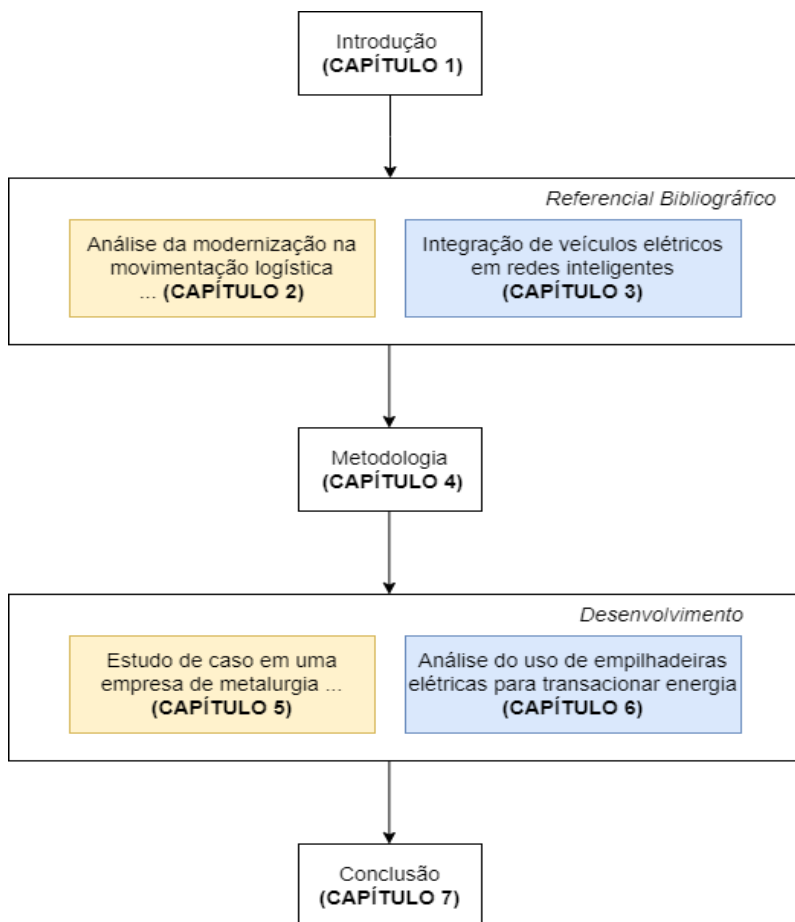 Introdução
(CAPÍTULO 1)
Referencial Bibliográfico
Análise da modernização na
movimentação logística
... (CAPÍTULO 2)
Integração de veículos elétricos
em redes inteligentes
(CAPÍTULO 3)
Metodologia
(CAPÍTULO 4)
Desenvolvimento
Estudo de caso em uma
empresa de metalurgia ...
(CAPÍTULO 5)
Análise do uso de empilhadeiras
elétricas para transacionar energia
(CAPÍTULO 6)
Conclusão
(CAPÍTULO 7)